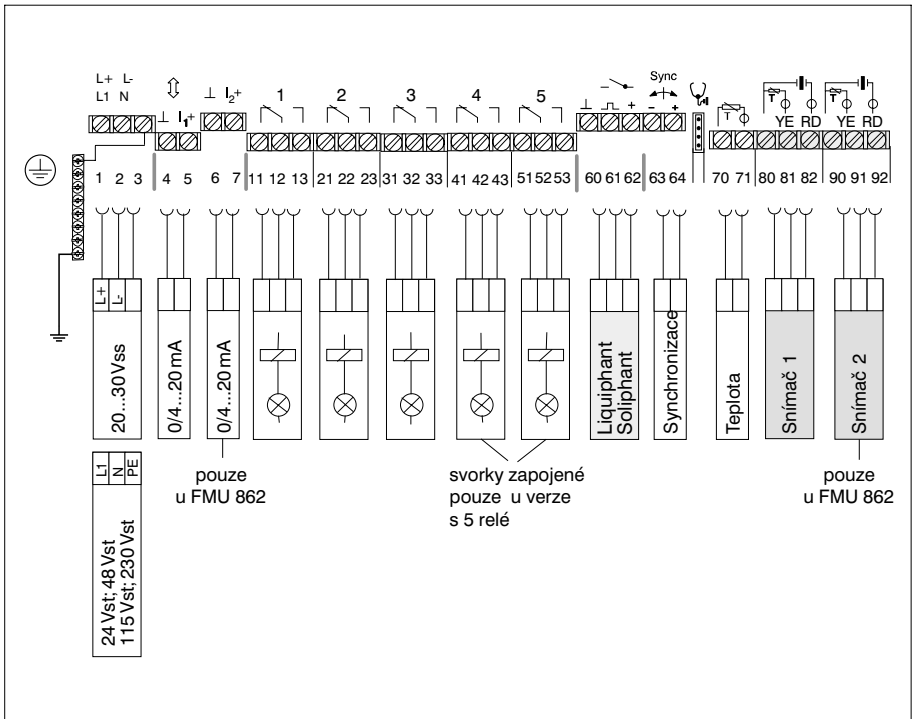 L+ L-
L1 N
⊥ I1+
⊥ I2+
1
2
3
4
5
⊥ +
Sync
- +
T
T YE RD
T YE RD
1 2 3 4 5 6 7 11 12 13 21 22 23 31 32 33 41 42 43 51 52 53 60 61 62 63 64 70 71 80 81 82 90 91 92
L+ L-
20...30 Vss
0/4...20 mA
0/4...20 mA
Liquiphant
Soliphant
Synchronizace
Teplota
Snímač 1
Snímač 2
pouze
u FMU 862
svorky zapojené
pouze u verze
s 5 relé
pouze
u FMU 862
L1 N PE
24 Vst; 48 Vst
115 Vst; 230 Vst